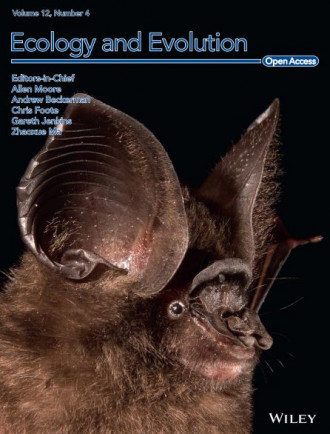 Volume 12, Number 4
Ecology and Evolution
Open Access
Editors-in-Chief
Allen Moore
Andrew Beckerman
Chris Foote
Gareth Jenkins
Zhaoxue Ma
WILEY